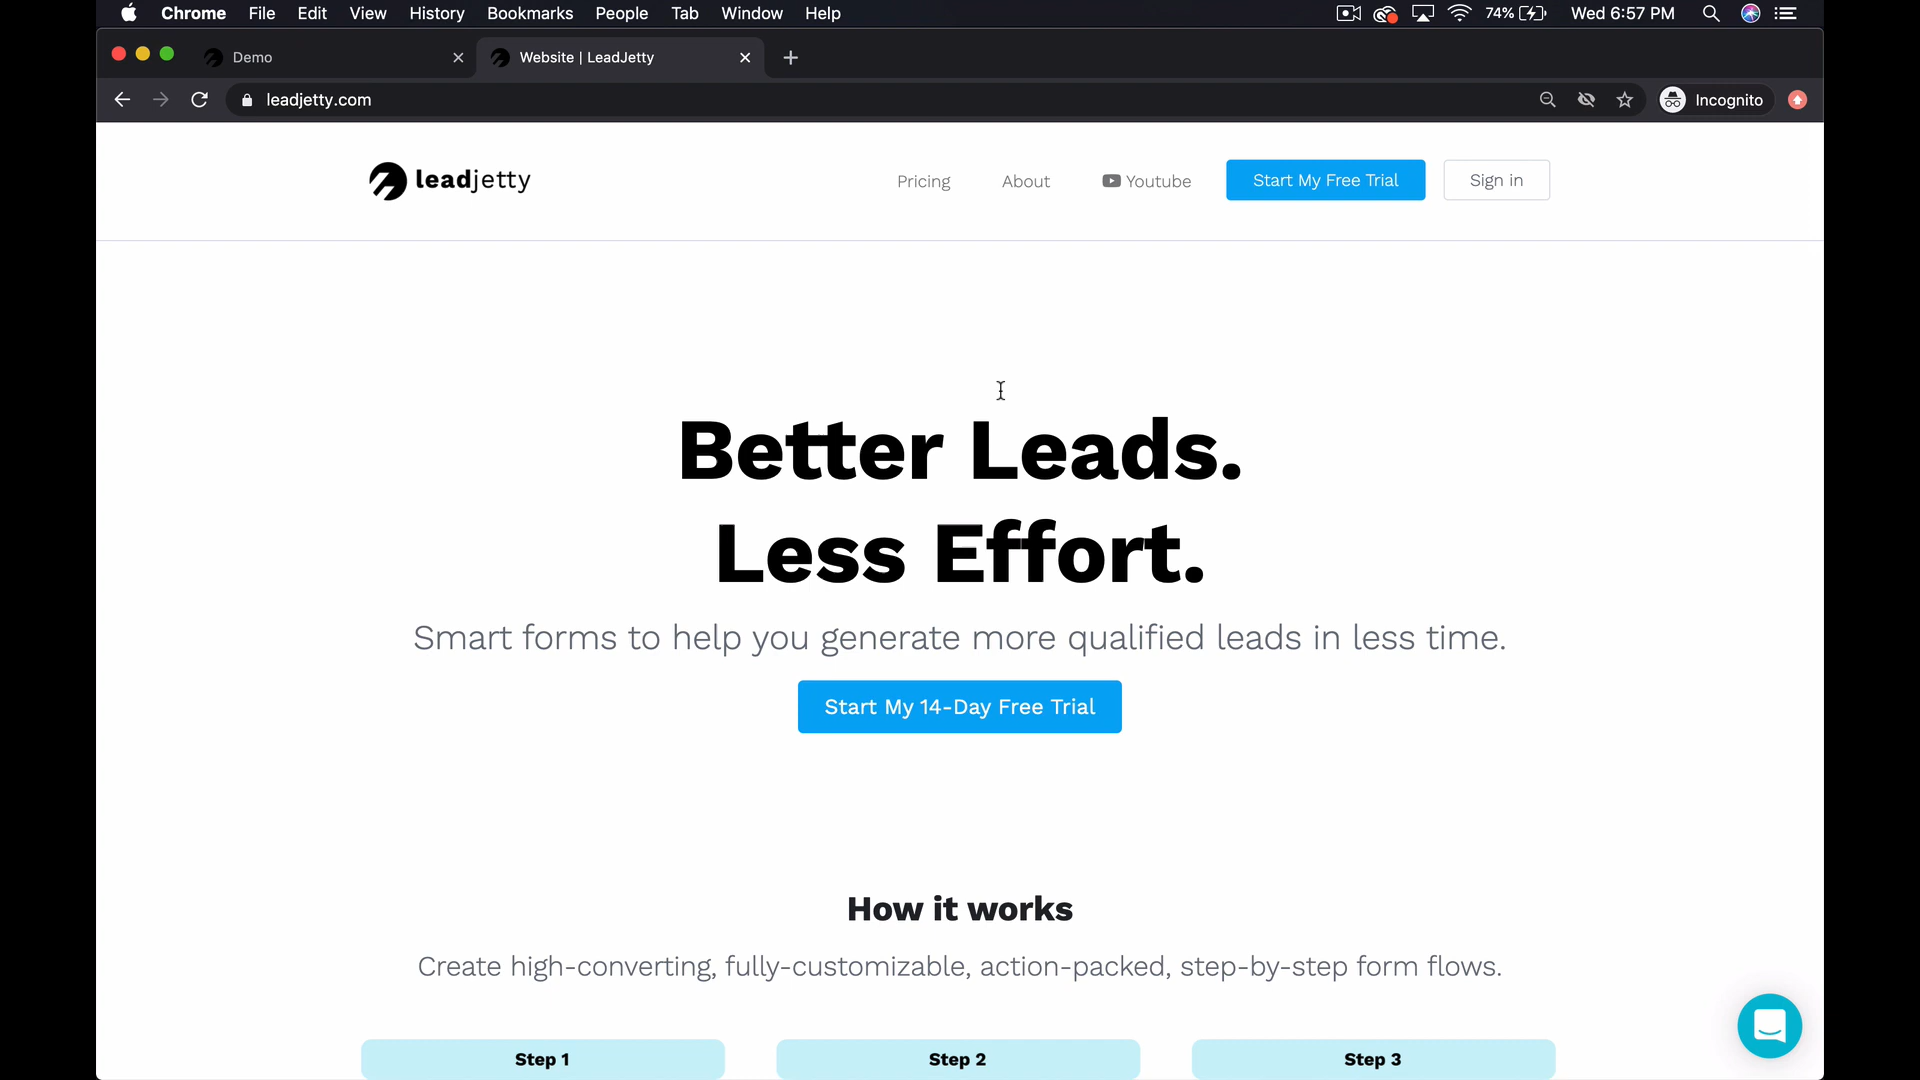 Chrome File Edit View History Bookmarks People Tab Window Help 74% Wed 6:57 PM
Demo Website | LeadJetty
leadjetty.com Incognito
leadjetty Pricing About Youtube Start My Free Trial Sign in
Better Leads.
Less Effort.
Smart forms to help you generate more qualified leads in less time.
Start My 14-Day Free Trial
How it works
Create high-converting, fully-customizable, action-packed, step-by-step form flows.
Step 1 Step 2 Step 3